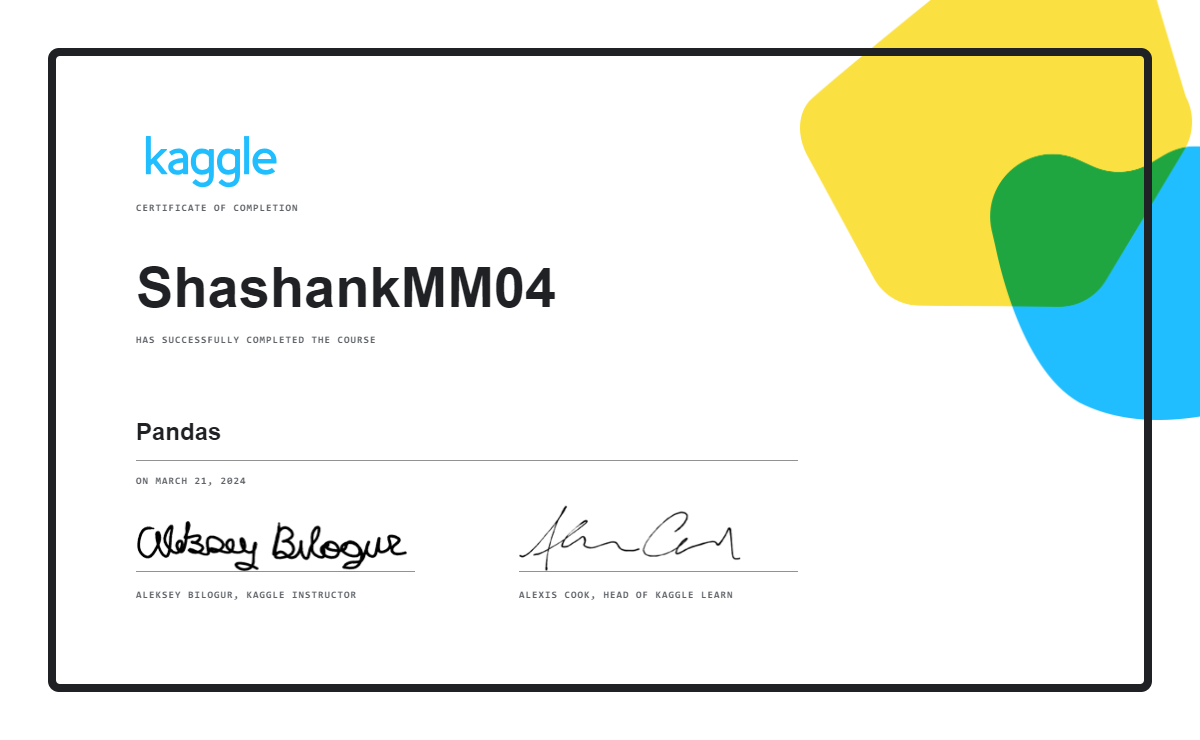 kaggle
CERTIFICATE OF COMPLETION
ShashankMM04
HAS SUCCESSFULLY COMPLETED THE COURSE
Pandas
ON MARCH 21, 2024
Aleksey Bilogur
Alexis Cook
ALEKSEY BILOGUR, KAGGLE INSTRUCTOR
ALEXIS COOK, HEAD OF KAGGLE LEARN